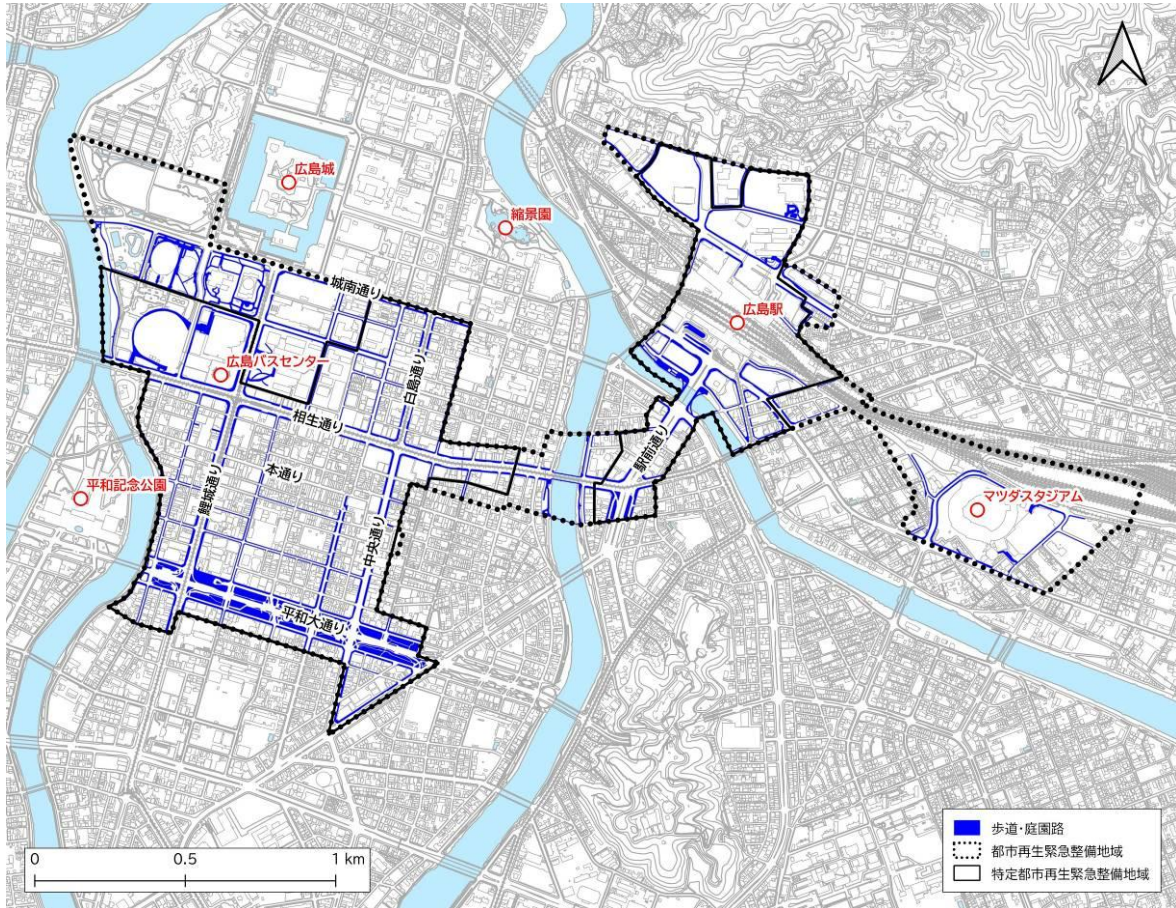 広島城
縮景園
城南通り
広島駅
広島バスセンター
白島通り
相生通り
駅前通り
本通り
鯉城通り
平和記念公園
マツダスタジアム
中央通り
平和大通り
歩道・庭園路
都市再生緊急整備地域
特定都市再生緊急整備地域
0 0.5 1 km